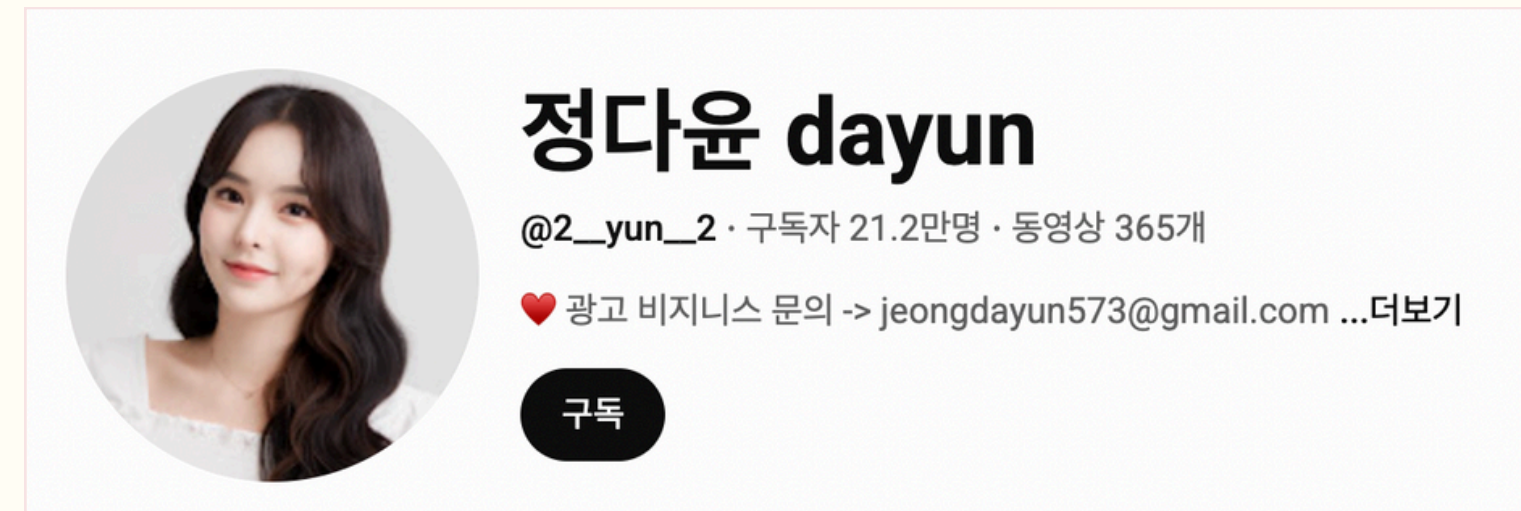 정다윤 dayun
@2__yun__2 · 구독자 21.2만명 · 동영상 365개
♥ 광고 비지니스 문의 -> jeongdayun573@gmail.com ...더보기
구독